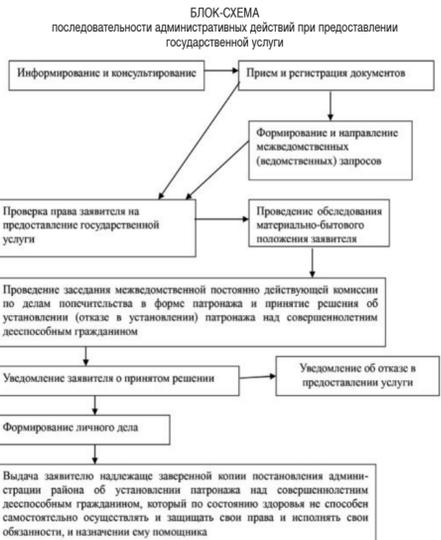 БЛОК-СХЕМА
последовательности административных действий при предоставлении
государственной услуги
Информирование и консультирование
Прием и регистрация документов
Формирование и направление
межведомственных
(ведомственных) запросов
Проверка права заявителя на
предоставление государственной
услуги
Проведение обследования
материально-бытового
положения заявителя
Проведение заседания межведомственной постоянно действующей комиссии
по делам попечительства в форме патронажа и принятие решения об
установлении (отказе в установлении) патронажа над совершеннолетним
дееспособным гражданином
Уведомление заявителя о принятом решении
Уведомление об отказе в
предоставлении услуги
Формирование личного дела
Выдача заявителю надлежаще заверенной копии постановления админи-
страции района об установлении патронажа над совершеннолетним
дееспособным гражданином, который по состоянию здоровья не способен
самостоятельно осуществлять и защищать свои права и исполнять свои
обязанности, и назначении ему помощника